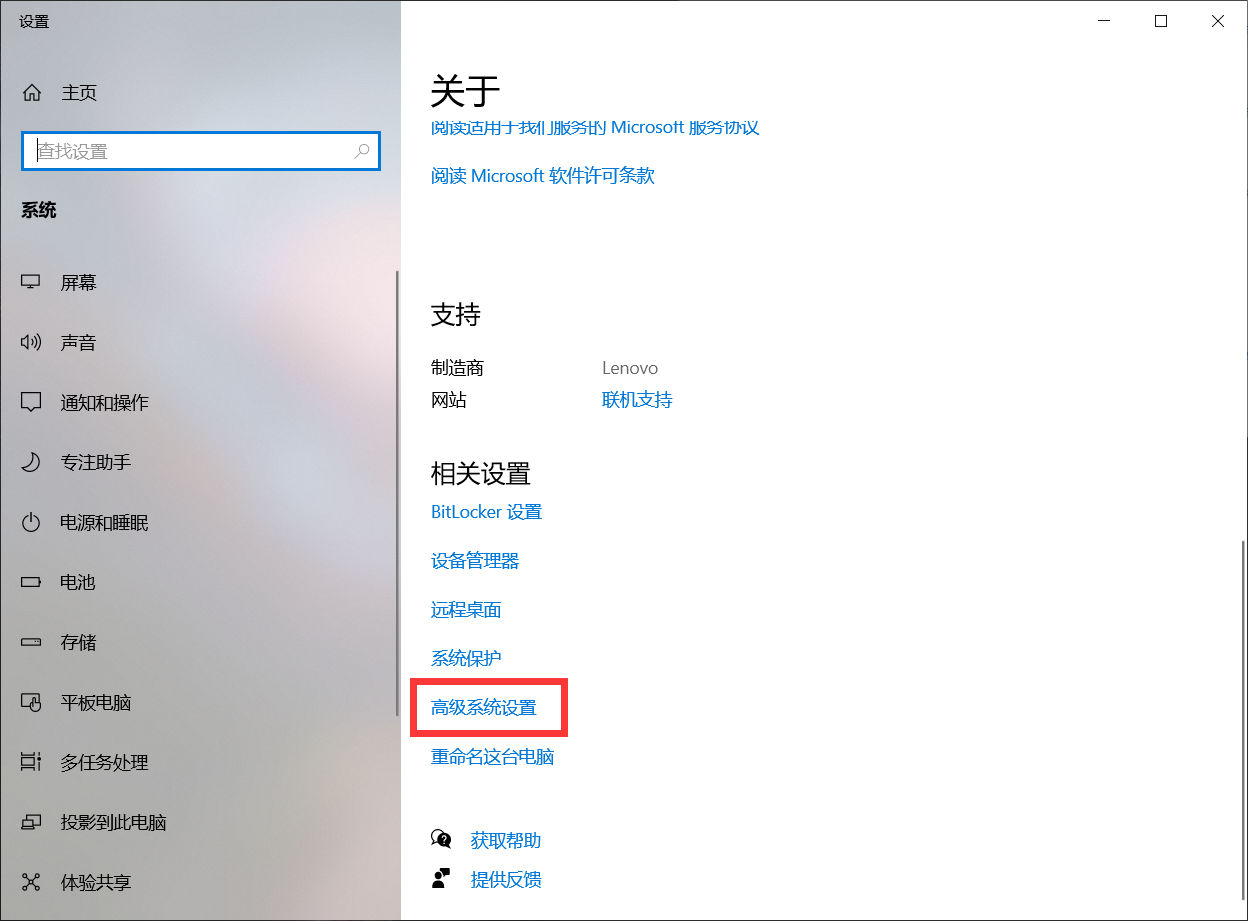 设置
主页
查找设置
系统
屏幕
声音
通知和操作
专注助手
电源和睡眠
电池
存储
平板电脑
多任务处理
投影到此电脑
体验共享
关于
阅读适用于我们服务的 Microsoft 服务协议
阅读 Microsoft 软件许可条款
支持
制造商 Lenovo
网站 联机支持
相关设置
BitLocker 设置
设备管理器
远程桌面
系统保护
高级系统设置
重命名这台电脑
获取帮助
提供反馈